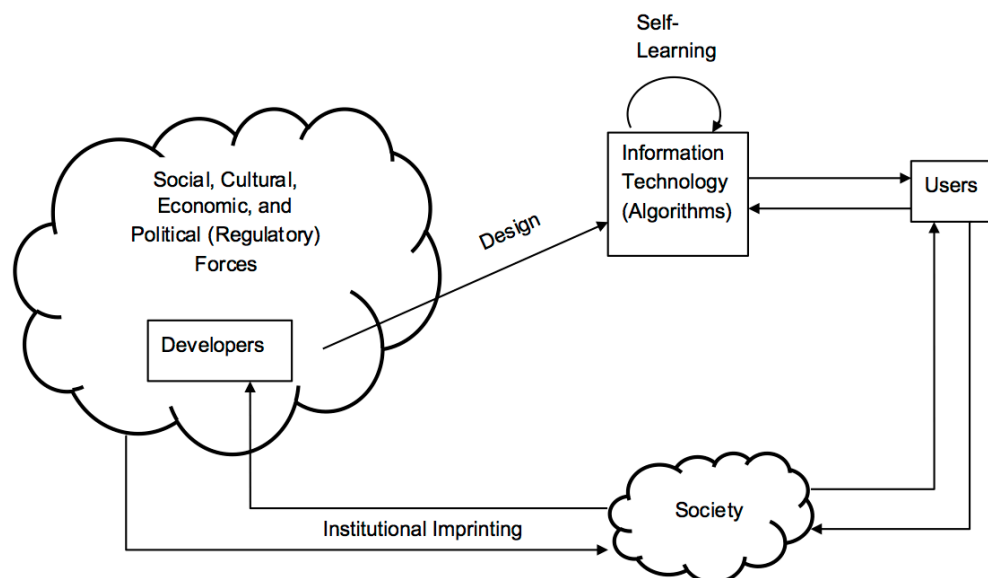 Self-
Learning
Social, Cultural,
Economic, and
Political (Regulatory)
Forces
Developers
Design
Information
Technology
(Algorithms)
Users
Society
Institutional Imprinting